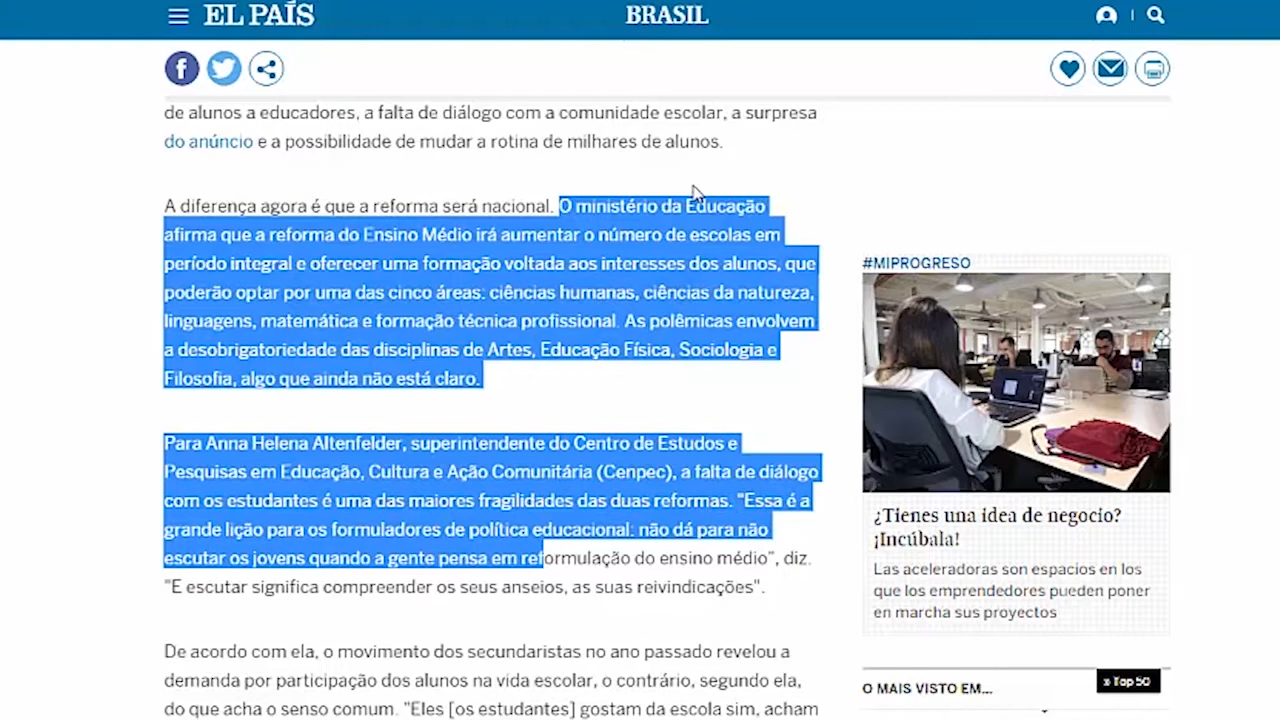 EL PAÍS
BRASIL
de alunos a educadores, a falta de diálogo com a comunidade escolar, a surpresa
do anúncio e a possibilidade de mudar a rotina de milhares de alunos.
A diferença agora é que a reforma será nacional. O ministério da Educação
afirma que a reforma do Ensino Médio irá aumentar o número de escolas em
período integral e oferecer uma formação voltada aos interesses dos alunos, que
poderão optar por uma das cinco áreas: ciências humanas, ciências da natureza,
linguagens, matemática e formação técnica profissional. As polêmicas envolvem
a desobrigatoriedade das disciplinas de Artes, Educação Física, Sociologia e
Filosofia, algo que ainda não está claro.
Para Anna Helena Altenfelder, superintendente do Centro de Estudos e
Pesquisas em Educação, Cultura e Ação Comunitária (Cenpec), a falta de diálogo
com os estudantes é uma das maiores fragilidades das duas reformas. "Essa é a
grande lição para os formuladores de política educacional: não dá para não
escutar os jovens quando a gente pensa em reformulação do ensino médio", diz.
"E escutar significa compreender os seus anseios, as suas reivindicações".
De acordo com ela, o movimento dos secundaristas no ano passado revelou a
demanda por participação dos alunos na vida escolar, o contrário, segundo ela,
do que acha o senso comum. "Eles [os estudantes] gostam da escola sim, acham
#MIPROGRESO
¿Tienes una idea de negocio?
¡Incúbala!
Las aceleradoras son espacios en los
que los emprendedores pueden poner
en marcha sus proyectos
O MAIS VISTO EM...
» Top 50